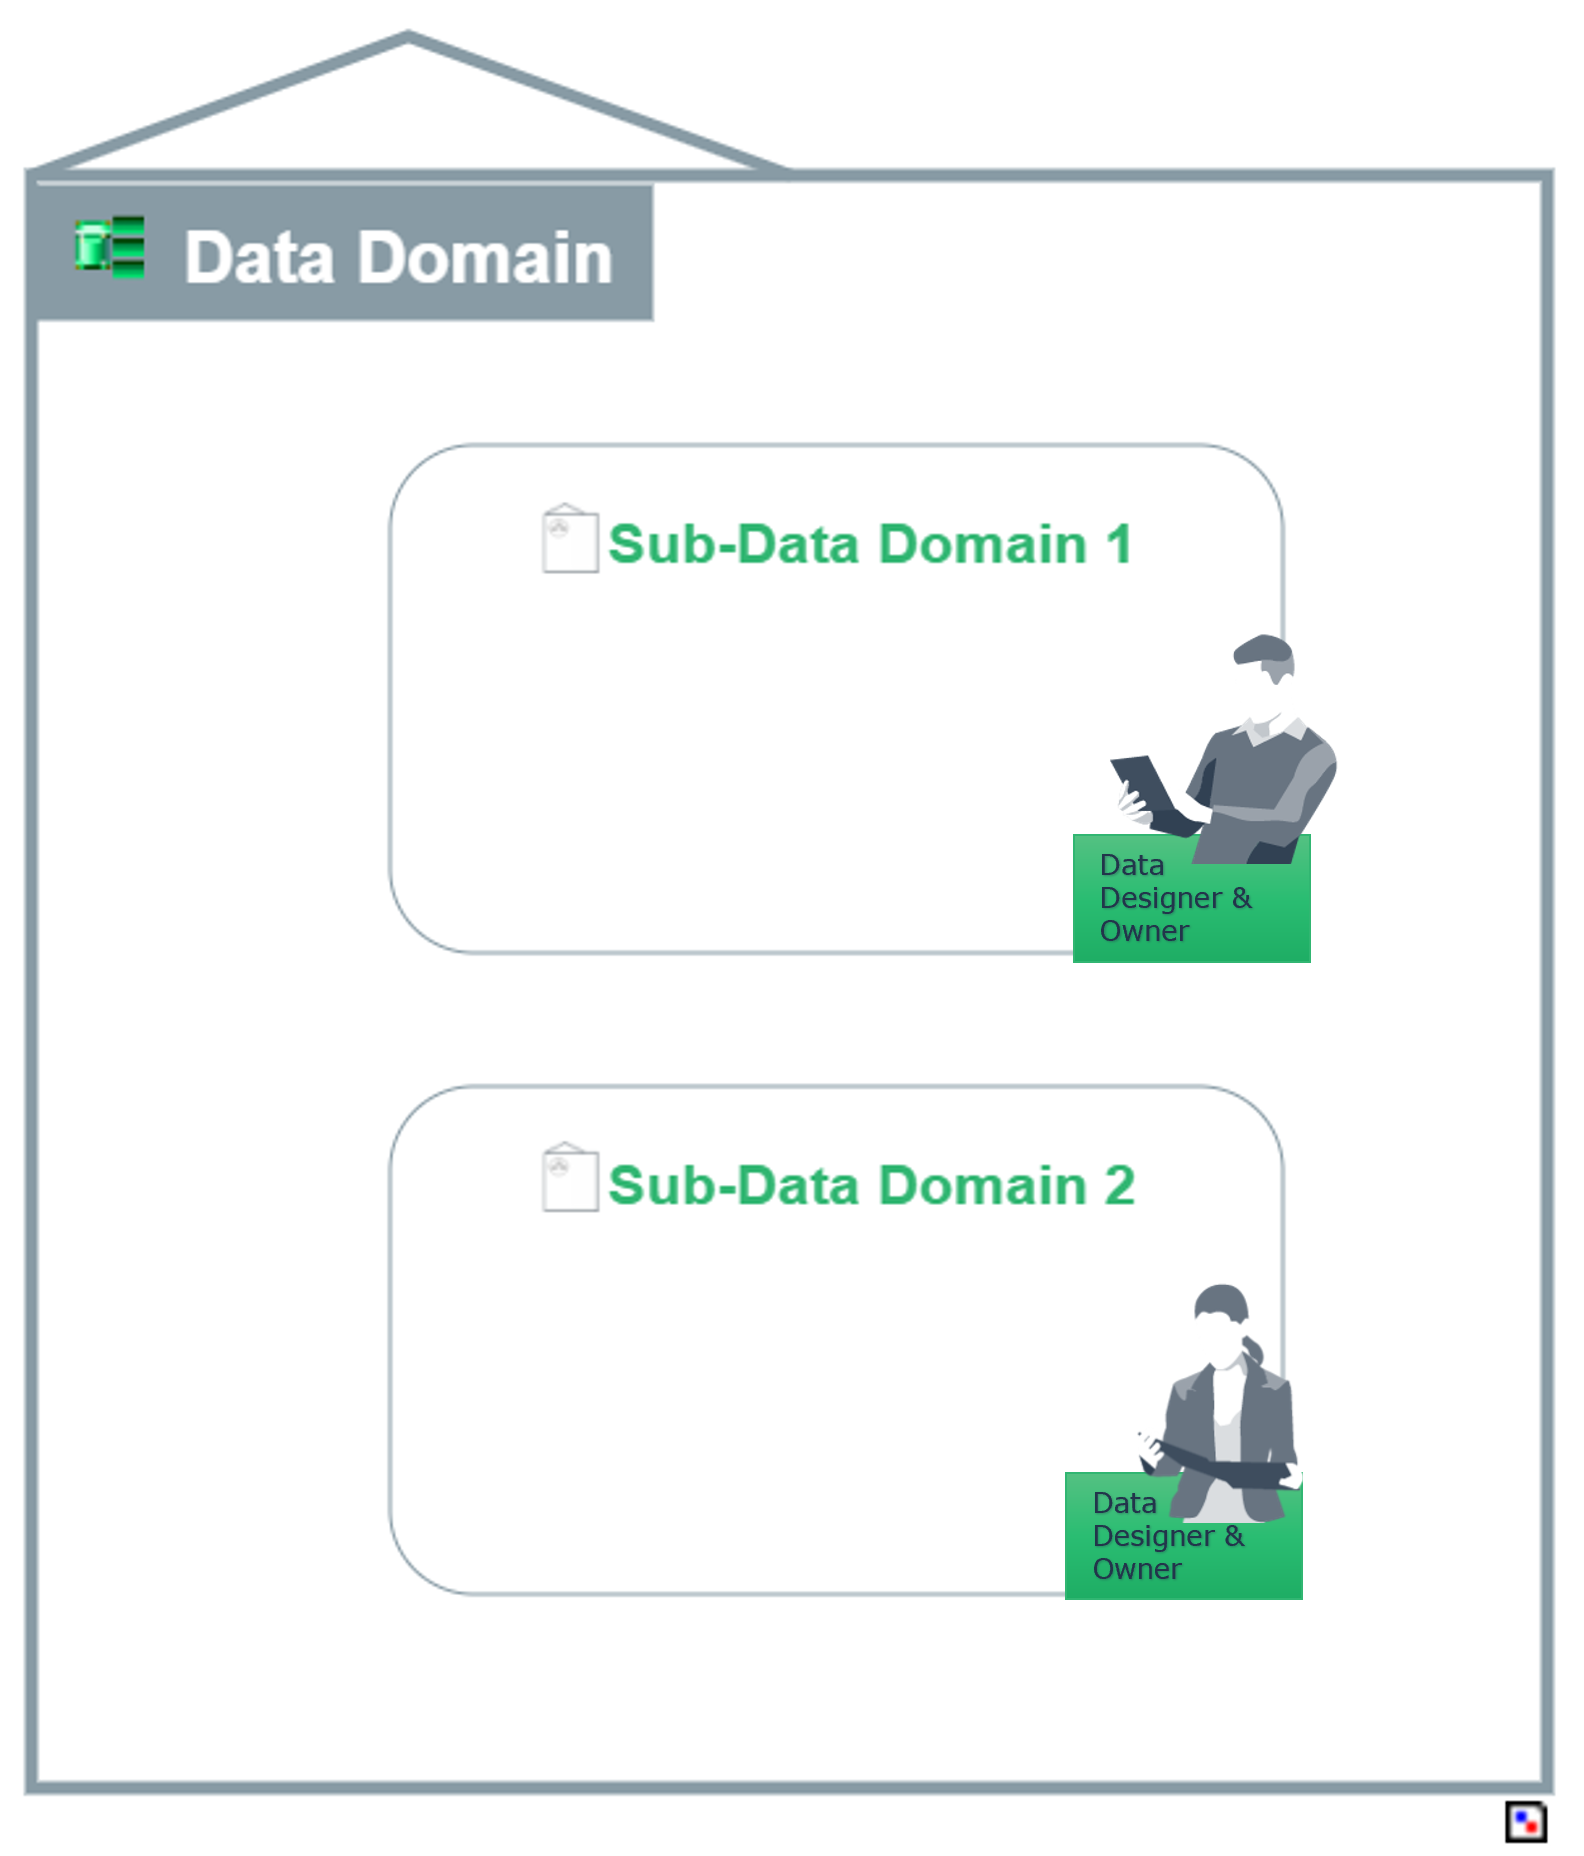 Data Domain
Sub-Data Domain 1
Data
Designer &
Owner
Sub-Data Domain 2
Data
Designer &
Owner